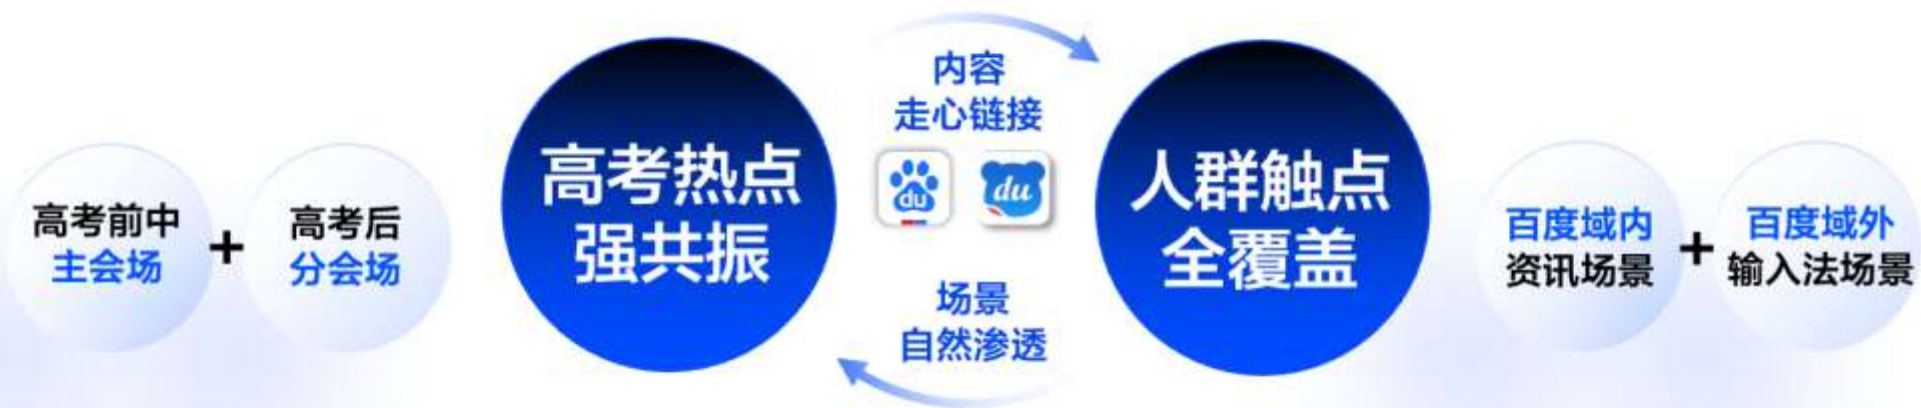 高考前中
主会场
+
高考后
分会场
高考热点
强共振
内容
走心链接
du
du
场景
自然渗透
人群触点
全覆盖
百度域内
资讯场景
+
百度域外
输入法场景